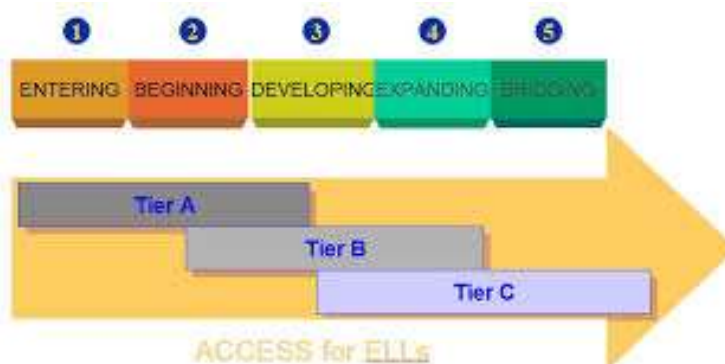 1 2 3 4 5
ENTERING BEGINNING DEVELOPING EXPANDING BRIDGING
Tier A
Tier B
Tier C
ACCESS for ELLs